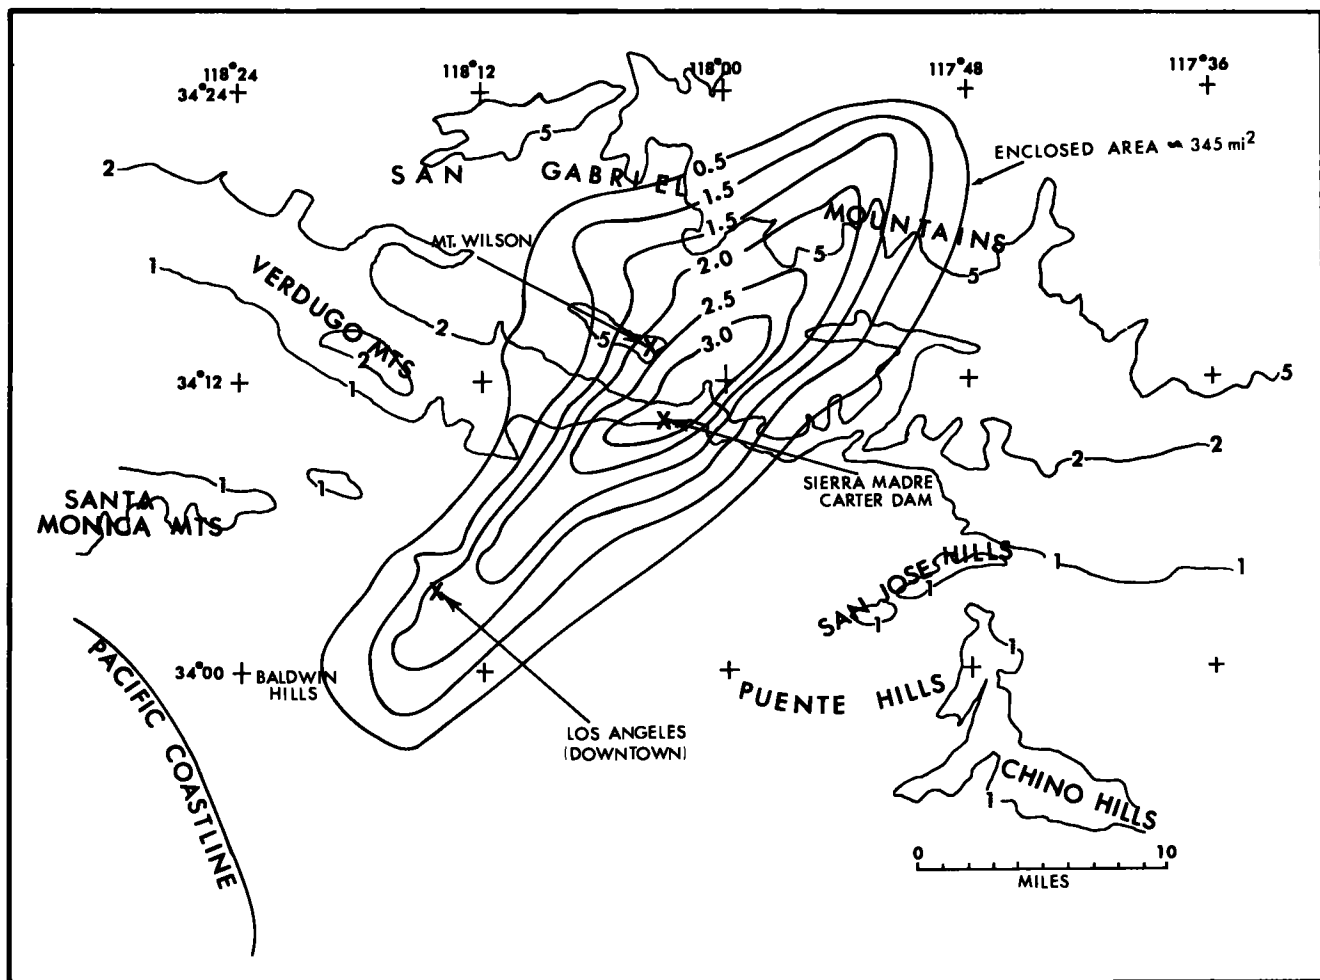 118°24
118°12
118°00
117°48
117°36
34°24
ENCLOSED AREA ≈ 345 mi²
5
SAN GABRIEL
0.5
1.5
1.5
MOUNTAINS
2
MT. WILSON
2.0
5
5
1
VERDUGO MTS
2.5
2
5
3.0
2
34°12
1
5
SIERRA MADRE
CARTER DAM
2
2
1
1
SANTA
MONICA MTS
SAN JOSE HILLS
1
1
1
1
1
34°00
BALDWIN
HILLS
PUENTE HILLS
LOS ANGELES
(DOWNTOWN)
PACIFIC COASTLINE
CHINO HILLS
1
0 10
MILES